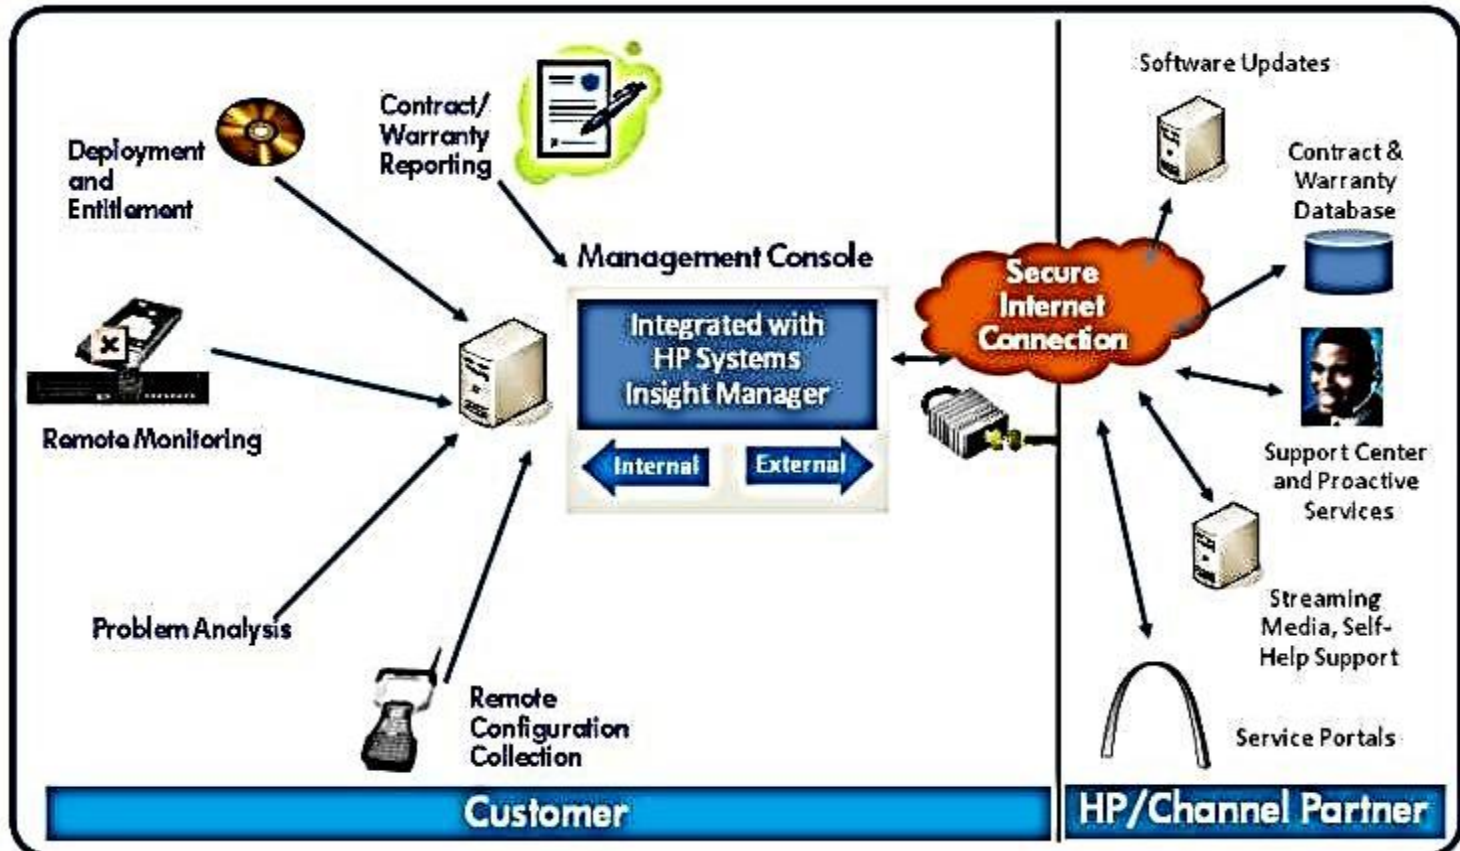 Deployment
and
Entitlement
Contract/
Warranty
Reporting
Management Console
Integrated with
HP Systems
Insight Manager
Internal
External
Remote Monitoring
Problem Analysis
Remote
Configuration
Collection
Secure
Internet
Connection
Software Updates
Contract &
Warranty
Database
Support Center
and Proactive
Services
Streaming
Media, Self-
Help Support
Service Portals
Customer
HP/Channel Partner